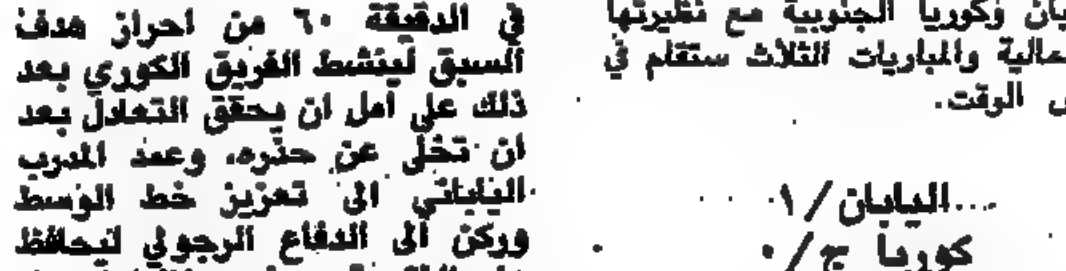 يان وكوريا الجنوبية مع نظيرتها
مالية والمباريات الثلاث ستقام في
الوقت.
...اليابان/١
كوريا ج/٠
في الدقيقة ٦٠ من احراز هدف
السبق لينشط الفريق الكوري بعد
ذلك على امل ان يحقق التعادل بعد
ان تخلى عن حذره، وعمد المدرب
الياباني الى تعزيز خط الوسط
وركن الى الدفاع الرجولي ليحافظ